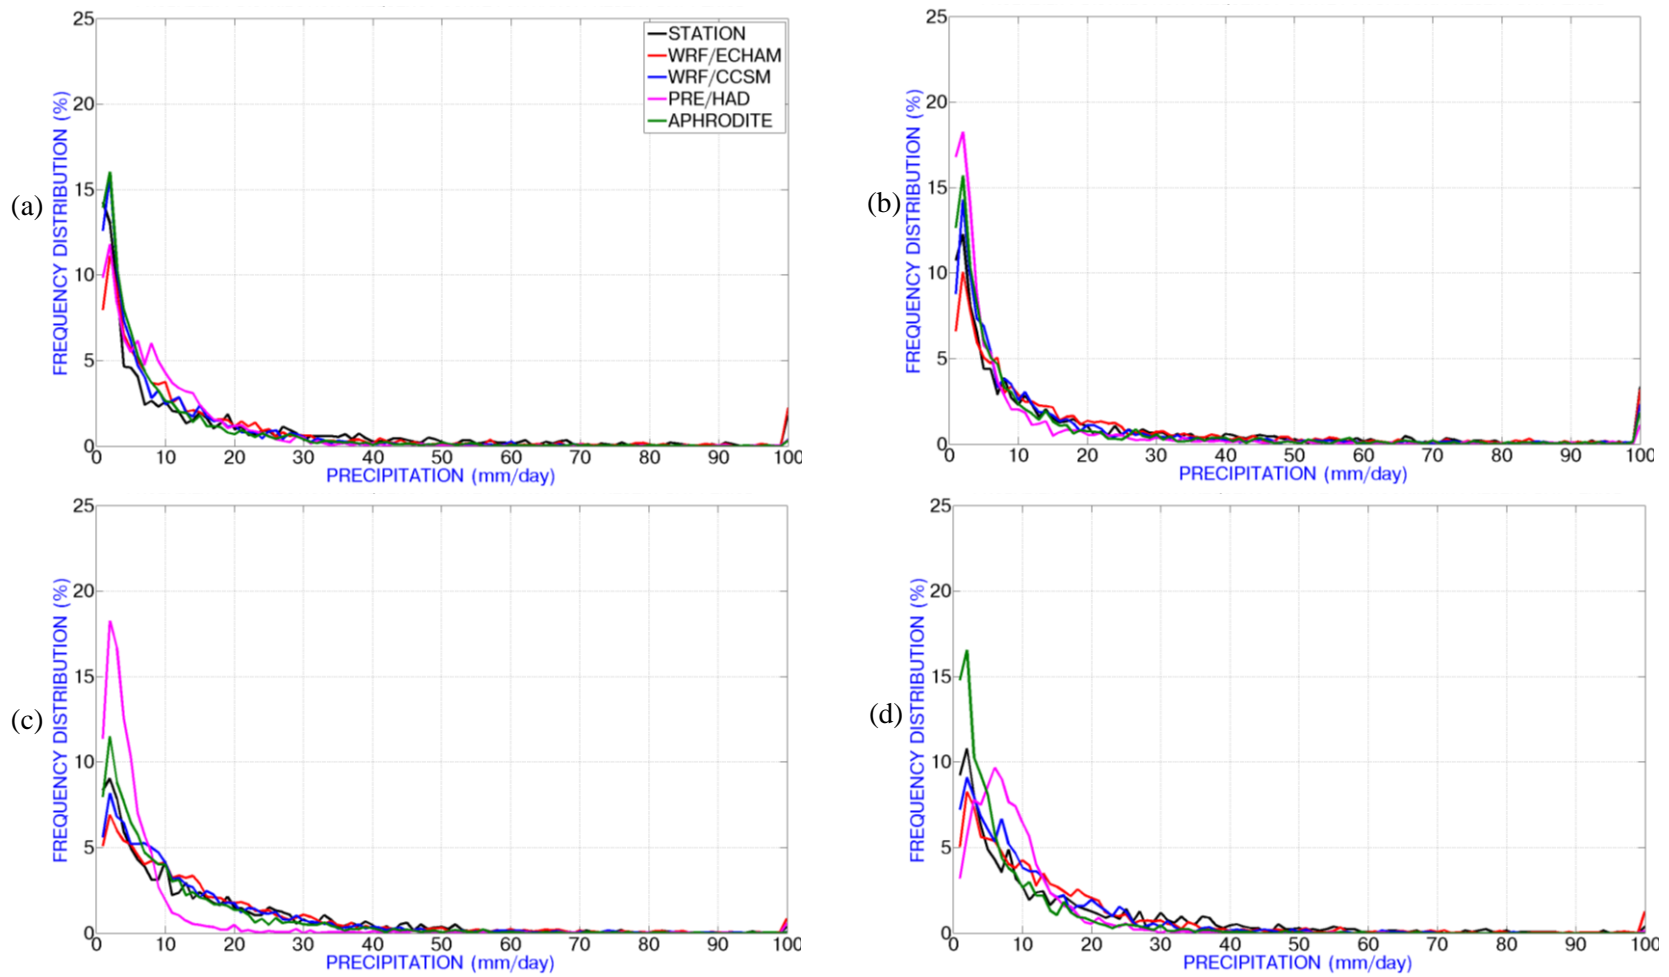 (a)
FREQUENCY DISTRIBUTION (%)
25
20
15
10
5
0
STATION
WRF/ECHAM
WRF/CCSM
PRE/HAD
APHRODITE
0 10 20 30 40 50 60 70 80 90 100
PRECIPITATION (mm/day)
(b)
FREQUENCY DISTRIBUTION (%)
25
20
15
10
5
0
0 10 20 30 40 50 60 70 80 90 100
PRECIPITATION (mm/day)
(c)
FREQUENCY DISTRIBUTION (%)
25
20
15
10
5
0
0 10 20 30 40 50 60 70 80 90 100
PRECIPITATION (mm/day)
(d)
FREQUENCY DISTRIBUTION (%)
25
20
15
10
5
0
0 10 20 30 40 50 60 70 80 90 100
PRECIPITATION (mm/day)